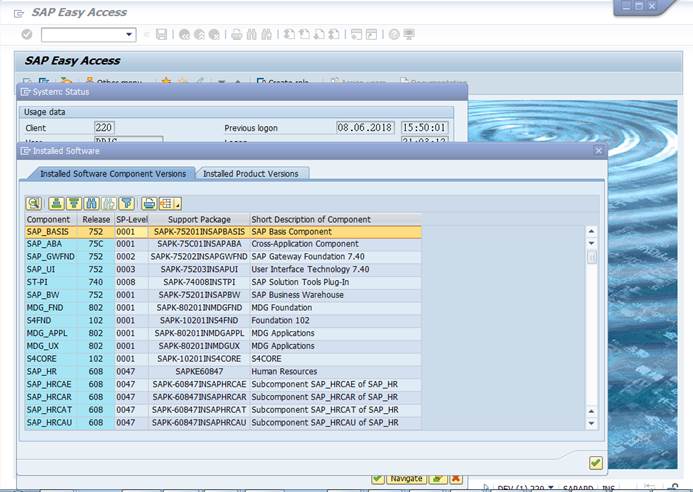 SAP Easy Access
SAP Easy Access
Other menu
Create role
Assign users
Documentation
System: Status
Usage data
Client 220 Previous logon 08.06.2018 15:50:01
Installed Software
Installed Software Component Versions Installed Product Versions
Component Release SP-Level Support Package Short Description of Component
SAP_BASIS 752 0001 SAPK-75201INSAPBASIS SAP Basis Component
SAP_ABA 75C 0001 SAPK-75C01INSAPABA Cross-Application Component
SAP_GWFND 752 0002 SAPK-75202INSAPGWFND SAP Gateway Foundation 7.40
SAP_UI 752 0003 SAPK-75203INSAPUI User Interface Technology 7.40
ST-PI 740 0008 SAPK-74008INSTPI SAP Solution Tools Plug-In
SAP_BW 752 0001 SAPK-75201INSAPBW SAP Business Warehouse
MDG_FND 802 0001 SAPK-80201INMDGFND MDG Foundation
S4FND 102 0001 SAPK-10201INS4FND Foundation 102
MDG_APPL 802 0001 SAPK-80201INMDGAPPL MDG Applications
MDG_UX 802 0001 SAPK-80201INMDGUX MDG Applications
S4CORE 102 0001 SAPK-10201INS4CORE S4CORE
SAP_HR 608 0047 SAPKE60847 Human Resources
SAP_HRCAE 608 0047 SAPK-60847INSAPHRCAE Subcomponent SAP_HRCAE of SAP_HR
SAP_HRCAR 608 0047 SAPK-60847INSAPHRCAR Subcomponent SAP_HRCAR of SAP_HR
SAP_HRCAT 608 0047 SAPK-60847INSAPHRCAT Subcomponent SAP_HRCAT of SAP_HR
SAP_HRCAU 608 0047 SAPK-60847INSAPHRCAU Subcomponent SAP_HRCAU of SAP_HR
Navigate
DEV (1) 220 SAPARD INS